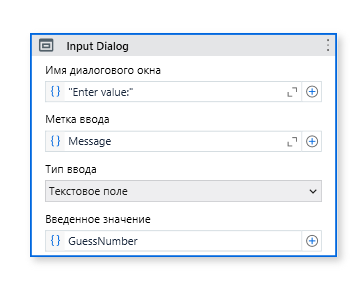 Input Dialog
Имя диалогового окна
{} "Enter value:"
Метка ввода
{} Message
Тип ввода
Текстовое поле
Введенное значение
{} GuessNumber